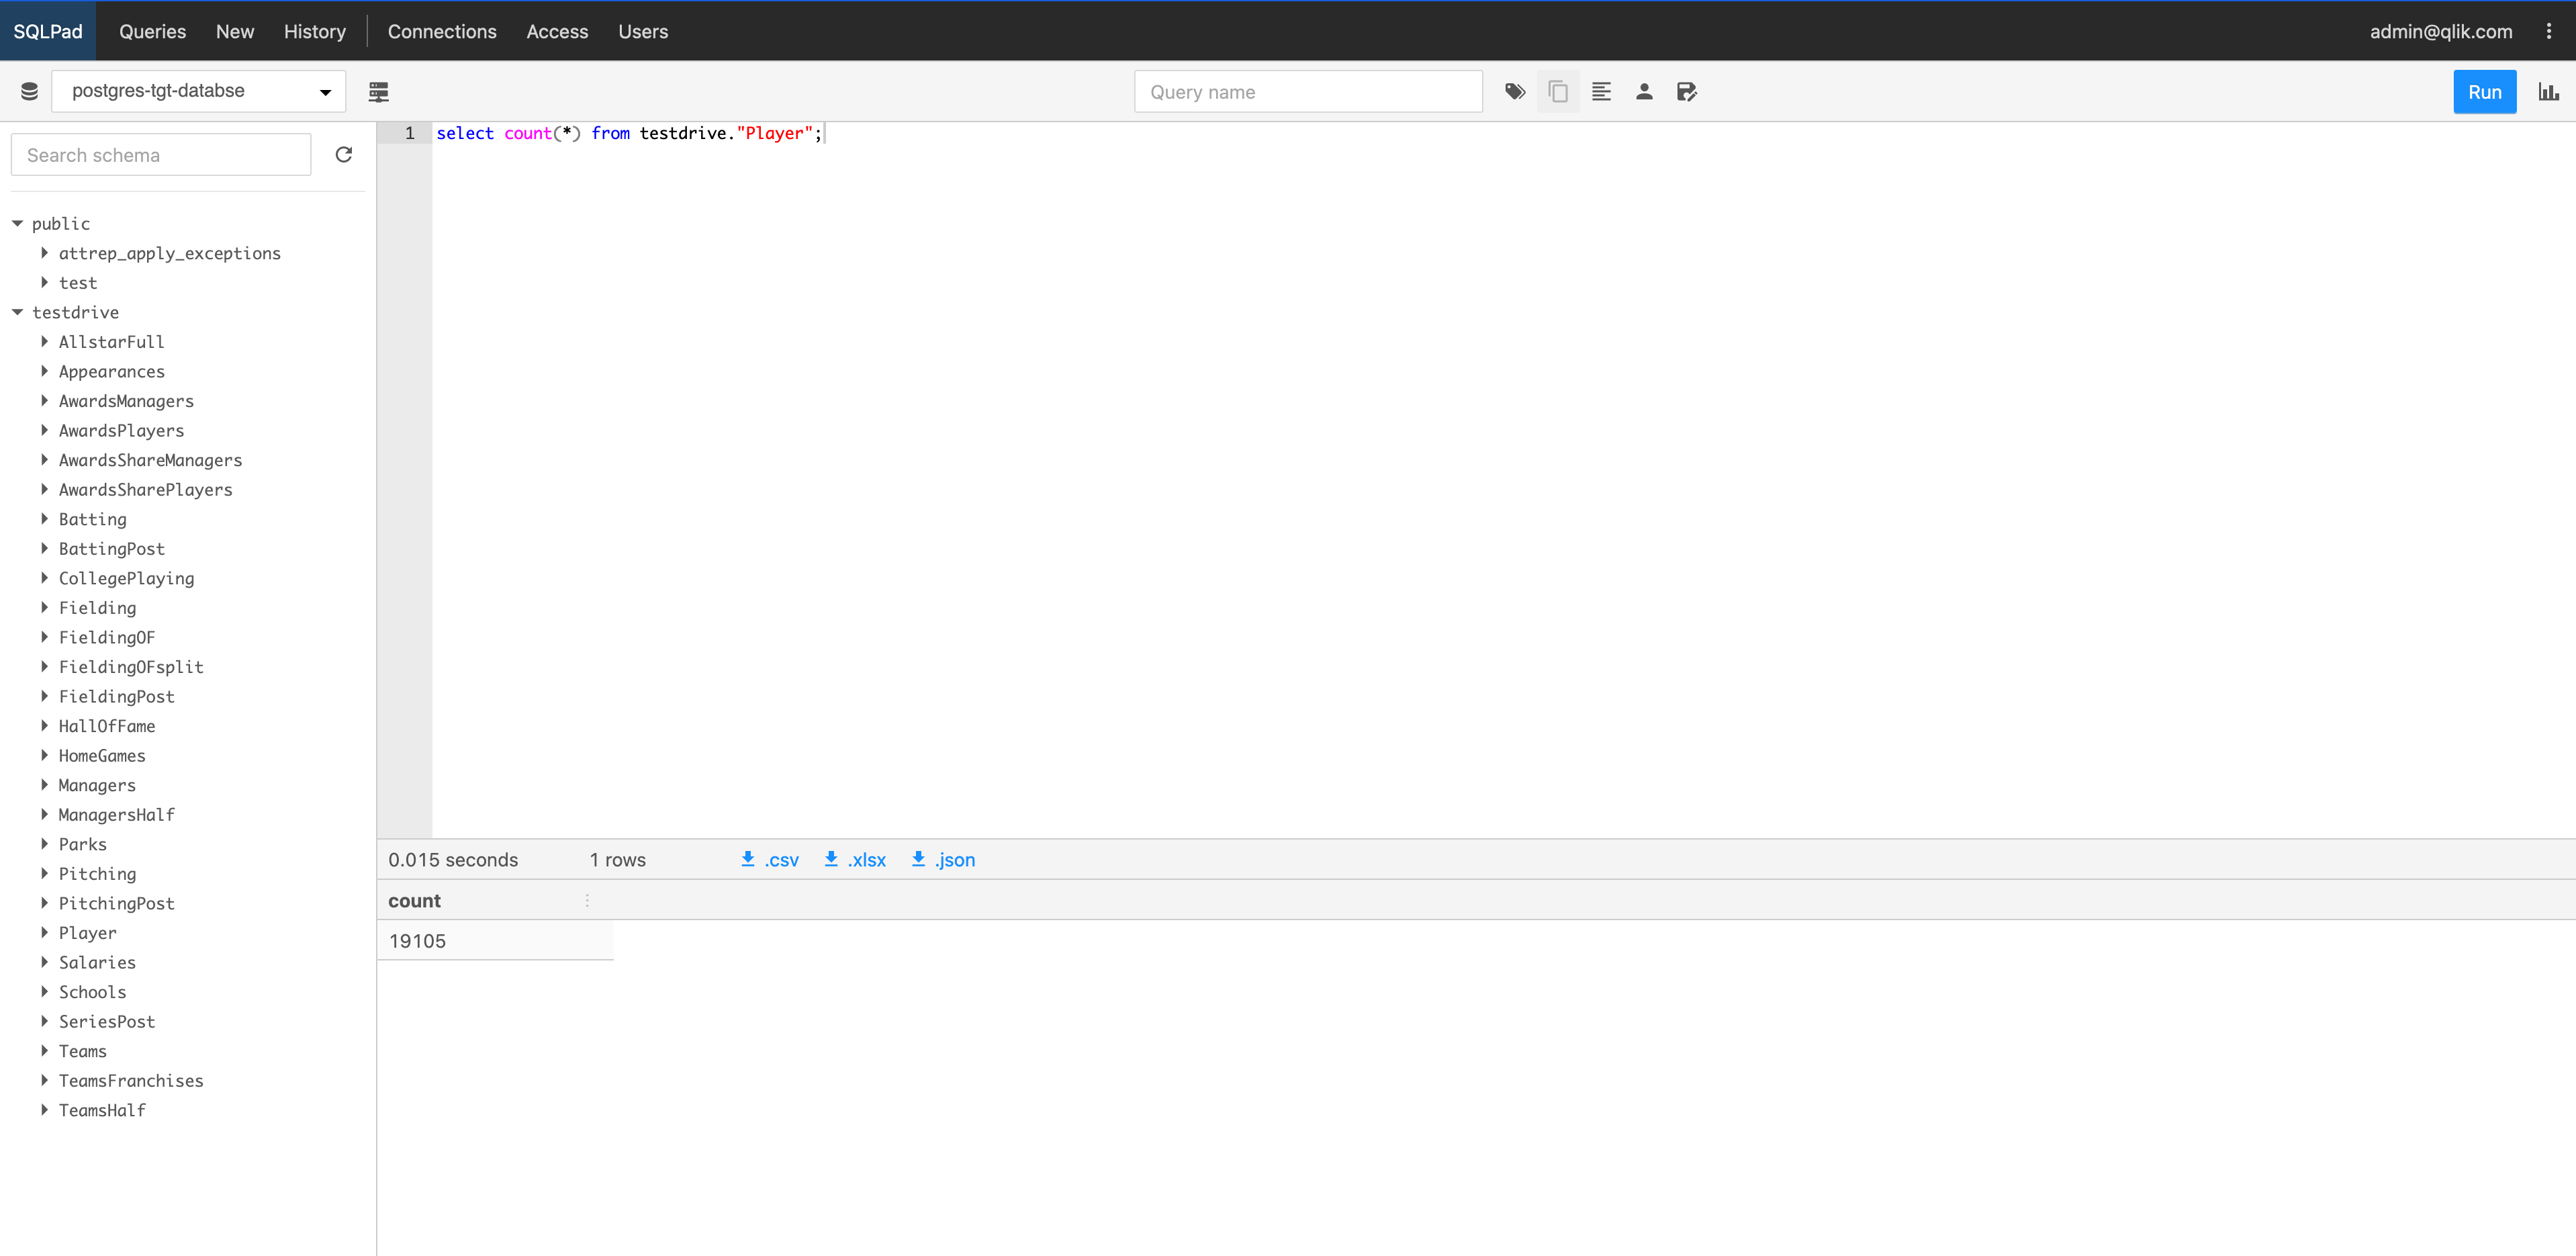 SQLPad Queries New History Connections Access Users admin@qlik.com
postgres-tgt-databse Query name Run
Search schema
1 select count(*) from testdrive."Player";
public
attrep_apply_exceptions
test
testdrive
AllstarFull
Appearances
AwardsManagers
AwardsPlayers
AwardsShareManagers
AwardsSharePlayers
Batting
BattingPost
CollegePlaying
Fielding
FieldingOF
FieldingOFsplit
FieldingPost
HallOfFame
HomeGames
Managers
ManagersHalf
Parks
Pitching
PitchingPost
Player
Salaries
Schools
SeriesPost
Teams
TeamsFranchises
TeamsHalf
0.015 seconds 1 rows .csv .xlsx .json
count
19105